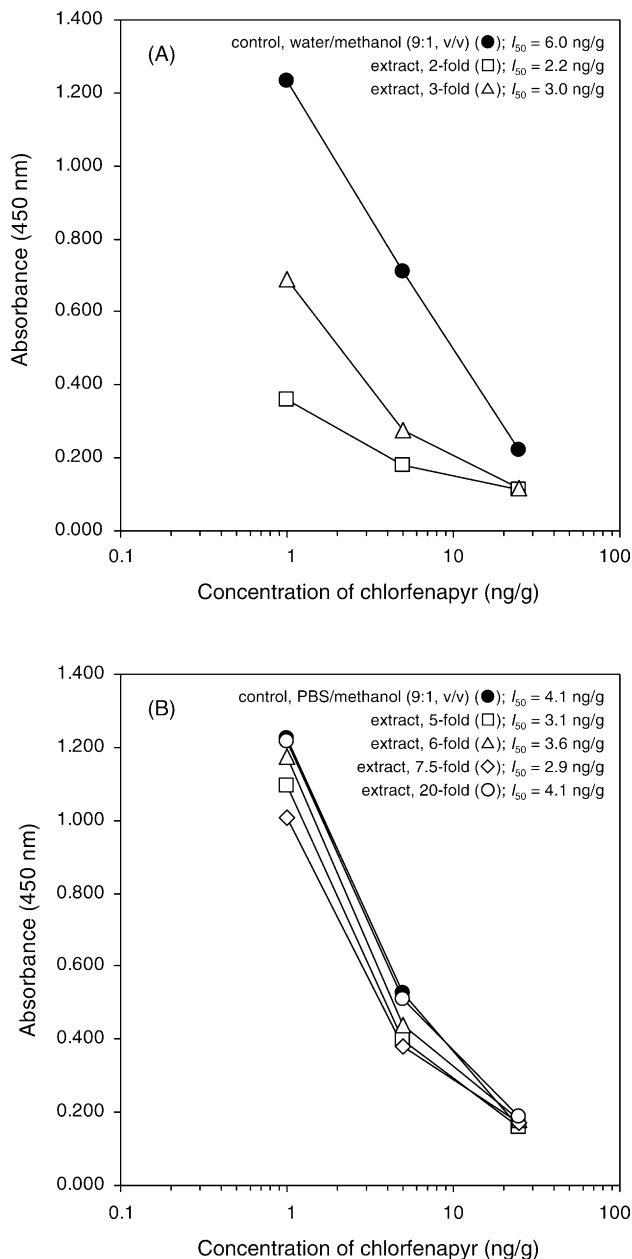 (A)
control, water/methanol (9:1, v/v) (●); I50 = 6.0 ng/g
extract, 2-fold (□); I50 = 2.2 ng/g
extract, 3-fold (△); I50 = 3.0 ng/g
Absorbance (450 nm)
1.400
1.200
1.000
0.800
0.600
0.400
0.200
0.000
0.1 1 10 100
Concentration of chlorfenapyr (ng/g)
(B)
control, PBS/methanol (9:1, v/v) (●); I50 = 4.1 ng/g
extract, 5-fold (□); I50 = 3.1 ng/g
extract, 6-fold (△); I50 = 3.6 ng/g
extract, 7.5-fold (◇); I50 = 2.9 ng/g
extract, 20-fold (○); I50 = 4.1 ng/g
Absorbance (450 nm)
1.400
1.200
1.000
0.800
0.600
0.400
0.200
0.000
0.1 1 10 100
Concentration of chlorfenapyr (ng/g)